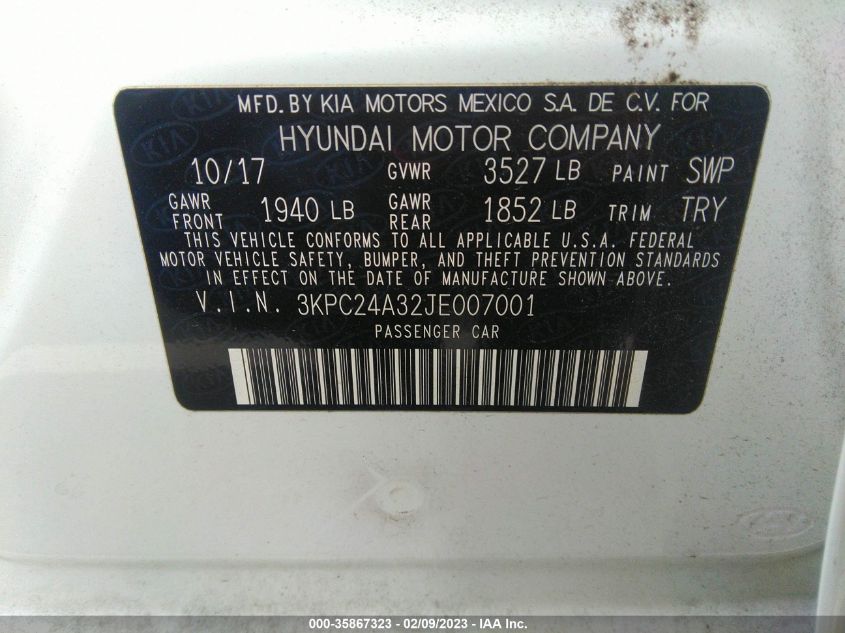 MFD. BY KIA MOTORS MEXICO S.A. DE C.V. FOR
HYUNDAI MOTOR COMPANY
10/17 GVWR 3527 LB PAINT SWP
GAWR FRONT 1940 LB GAWR REAR 1852 LB TRIM TRY
THIS VEHICLE CONFORMS TO ALL APPLICABLE U.S.A. FEDERAL
MOTOR VEHICLE SAFETY, BUMPER, AND THEFT PREVENTION STANDARDS
IN EFFECT ON THE DATE OF MANUFACTURE SHOWN ABOVE.
V.I.N. 3KPC24A32JE007001
PASSENGER CAR
000-35867323 - 02/09/2023 - IAA Inc.